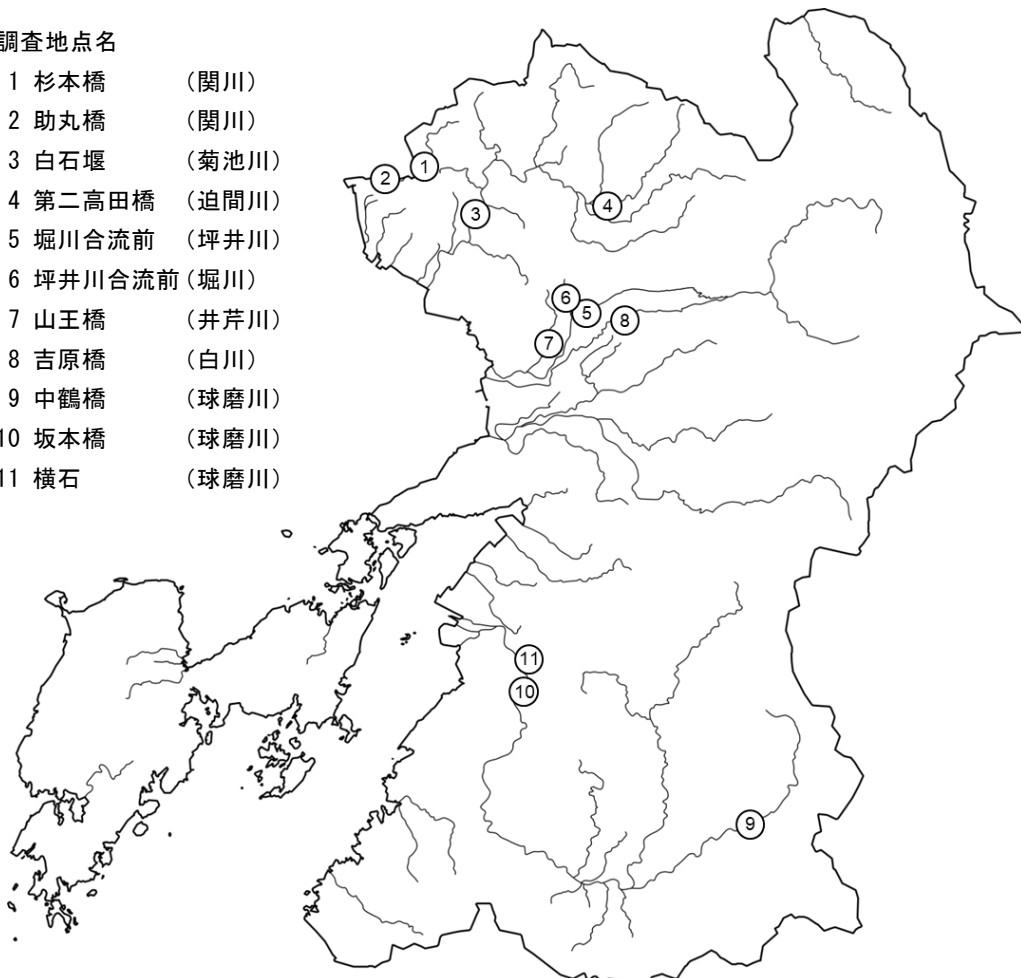 調査地点名
1 杉本橋 （関川）
2 助丸橋 （関川）
3 白石堰 （菊池川）
4 第二高田橋 （迫間川）
5 堀川合流前 （坪井川）
6 坪井川合流前（堀川）
7 山王橋 （井芹川）
8 吉原橋 （白川）
9 中鶴橋 （球磨川）
10 坂本橋 （球磨川）
11 横石 （球磨川）
1
2
3
4
6
5
8
7
11
10
9